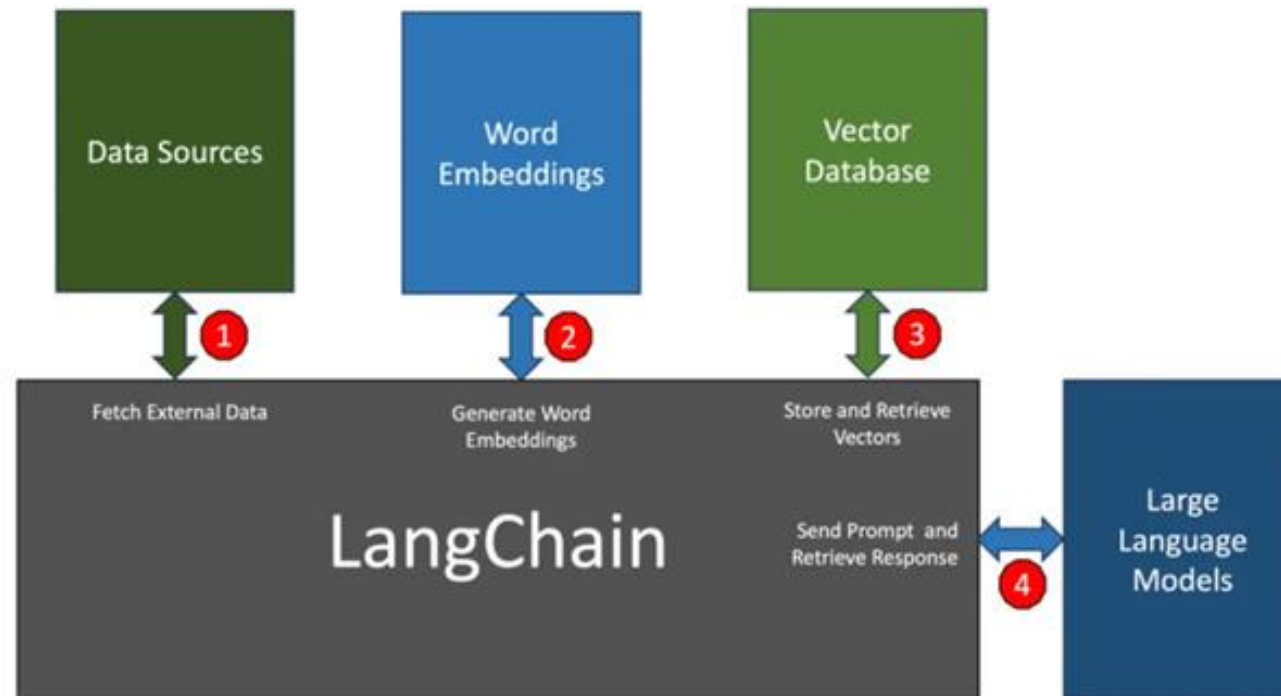 Data Sources
Word
Embeddings
Vector
Database
1
2
3
Fetch External Data
Generate Word
Embeddings
Store and Retrieve
Vectors
LangChain
Send Prompt and
Retrieve Response
4
Large
Language
Models